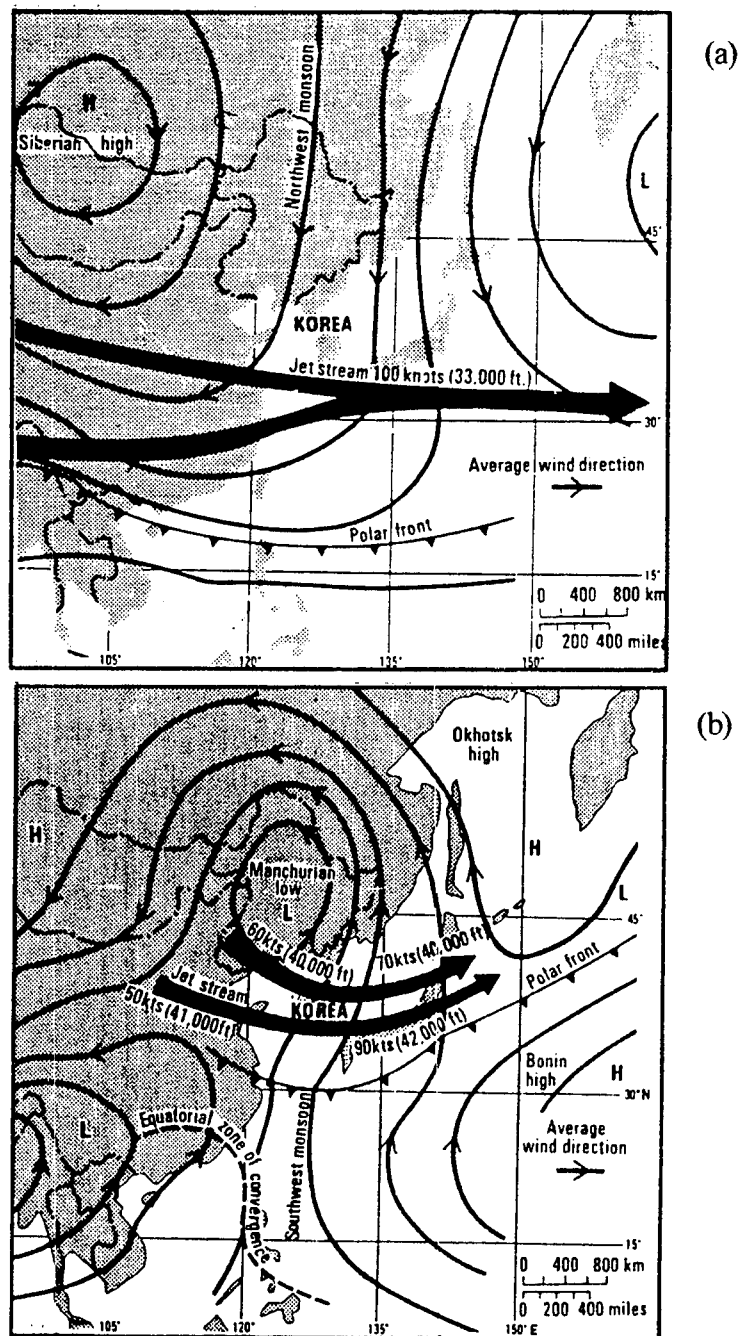 (a)
H
Siberian high
Northwest monsoon
L
45°
KOREA
Jet stream 100 knots (33.000 ft.)
30°
Average wind direction
Polar front
15°
0 400 800 km
0 200 400 miles
105°
120°
135°
150°
(b)
Okhotsk
high
H
H
Manchurian
low
L
L
45°
60kts (40,000 ft)
70kts (40,000 ft)
Polar front
Jet stream
50kts (41,000ft)
KOREA
90kts (42,000 ft)
Bonin
high
H
30°N
L
Equatorial zone of convergence
Southwest monsoon
Average
wind direction
15°
0 400 800 km
0 200 400 miles
105°
120°
135°
150° E